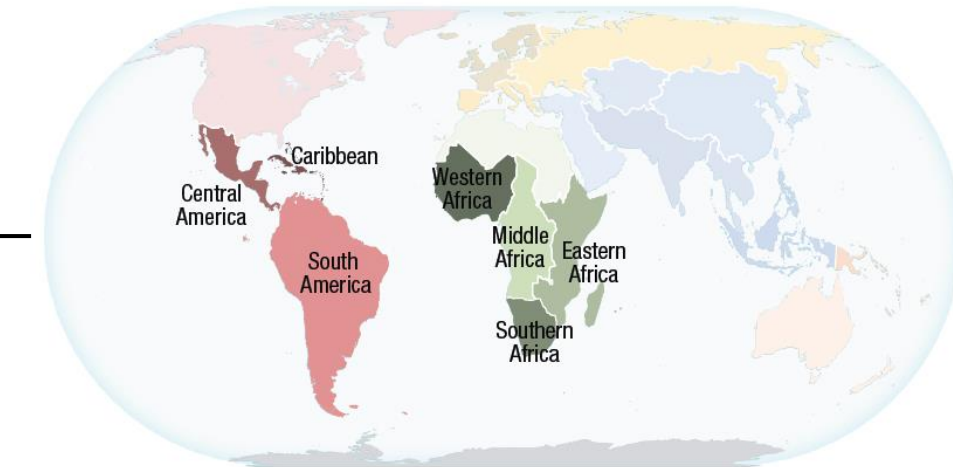 Caribbean
Central
America
South
America
Western
Africa
Middle
Africa
Eastern
Africa
Southern
Africa